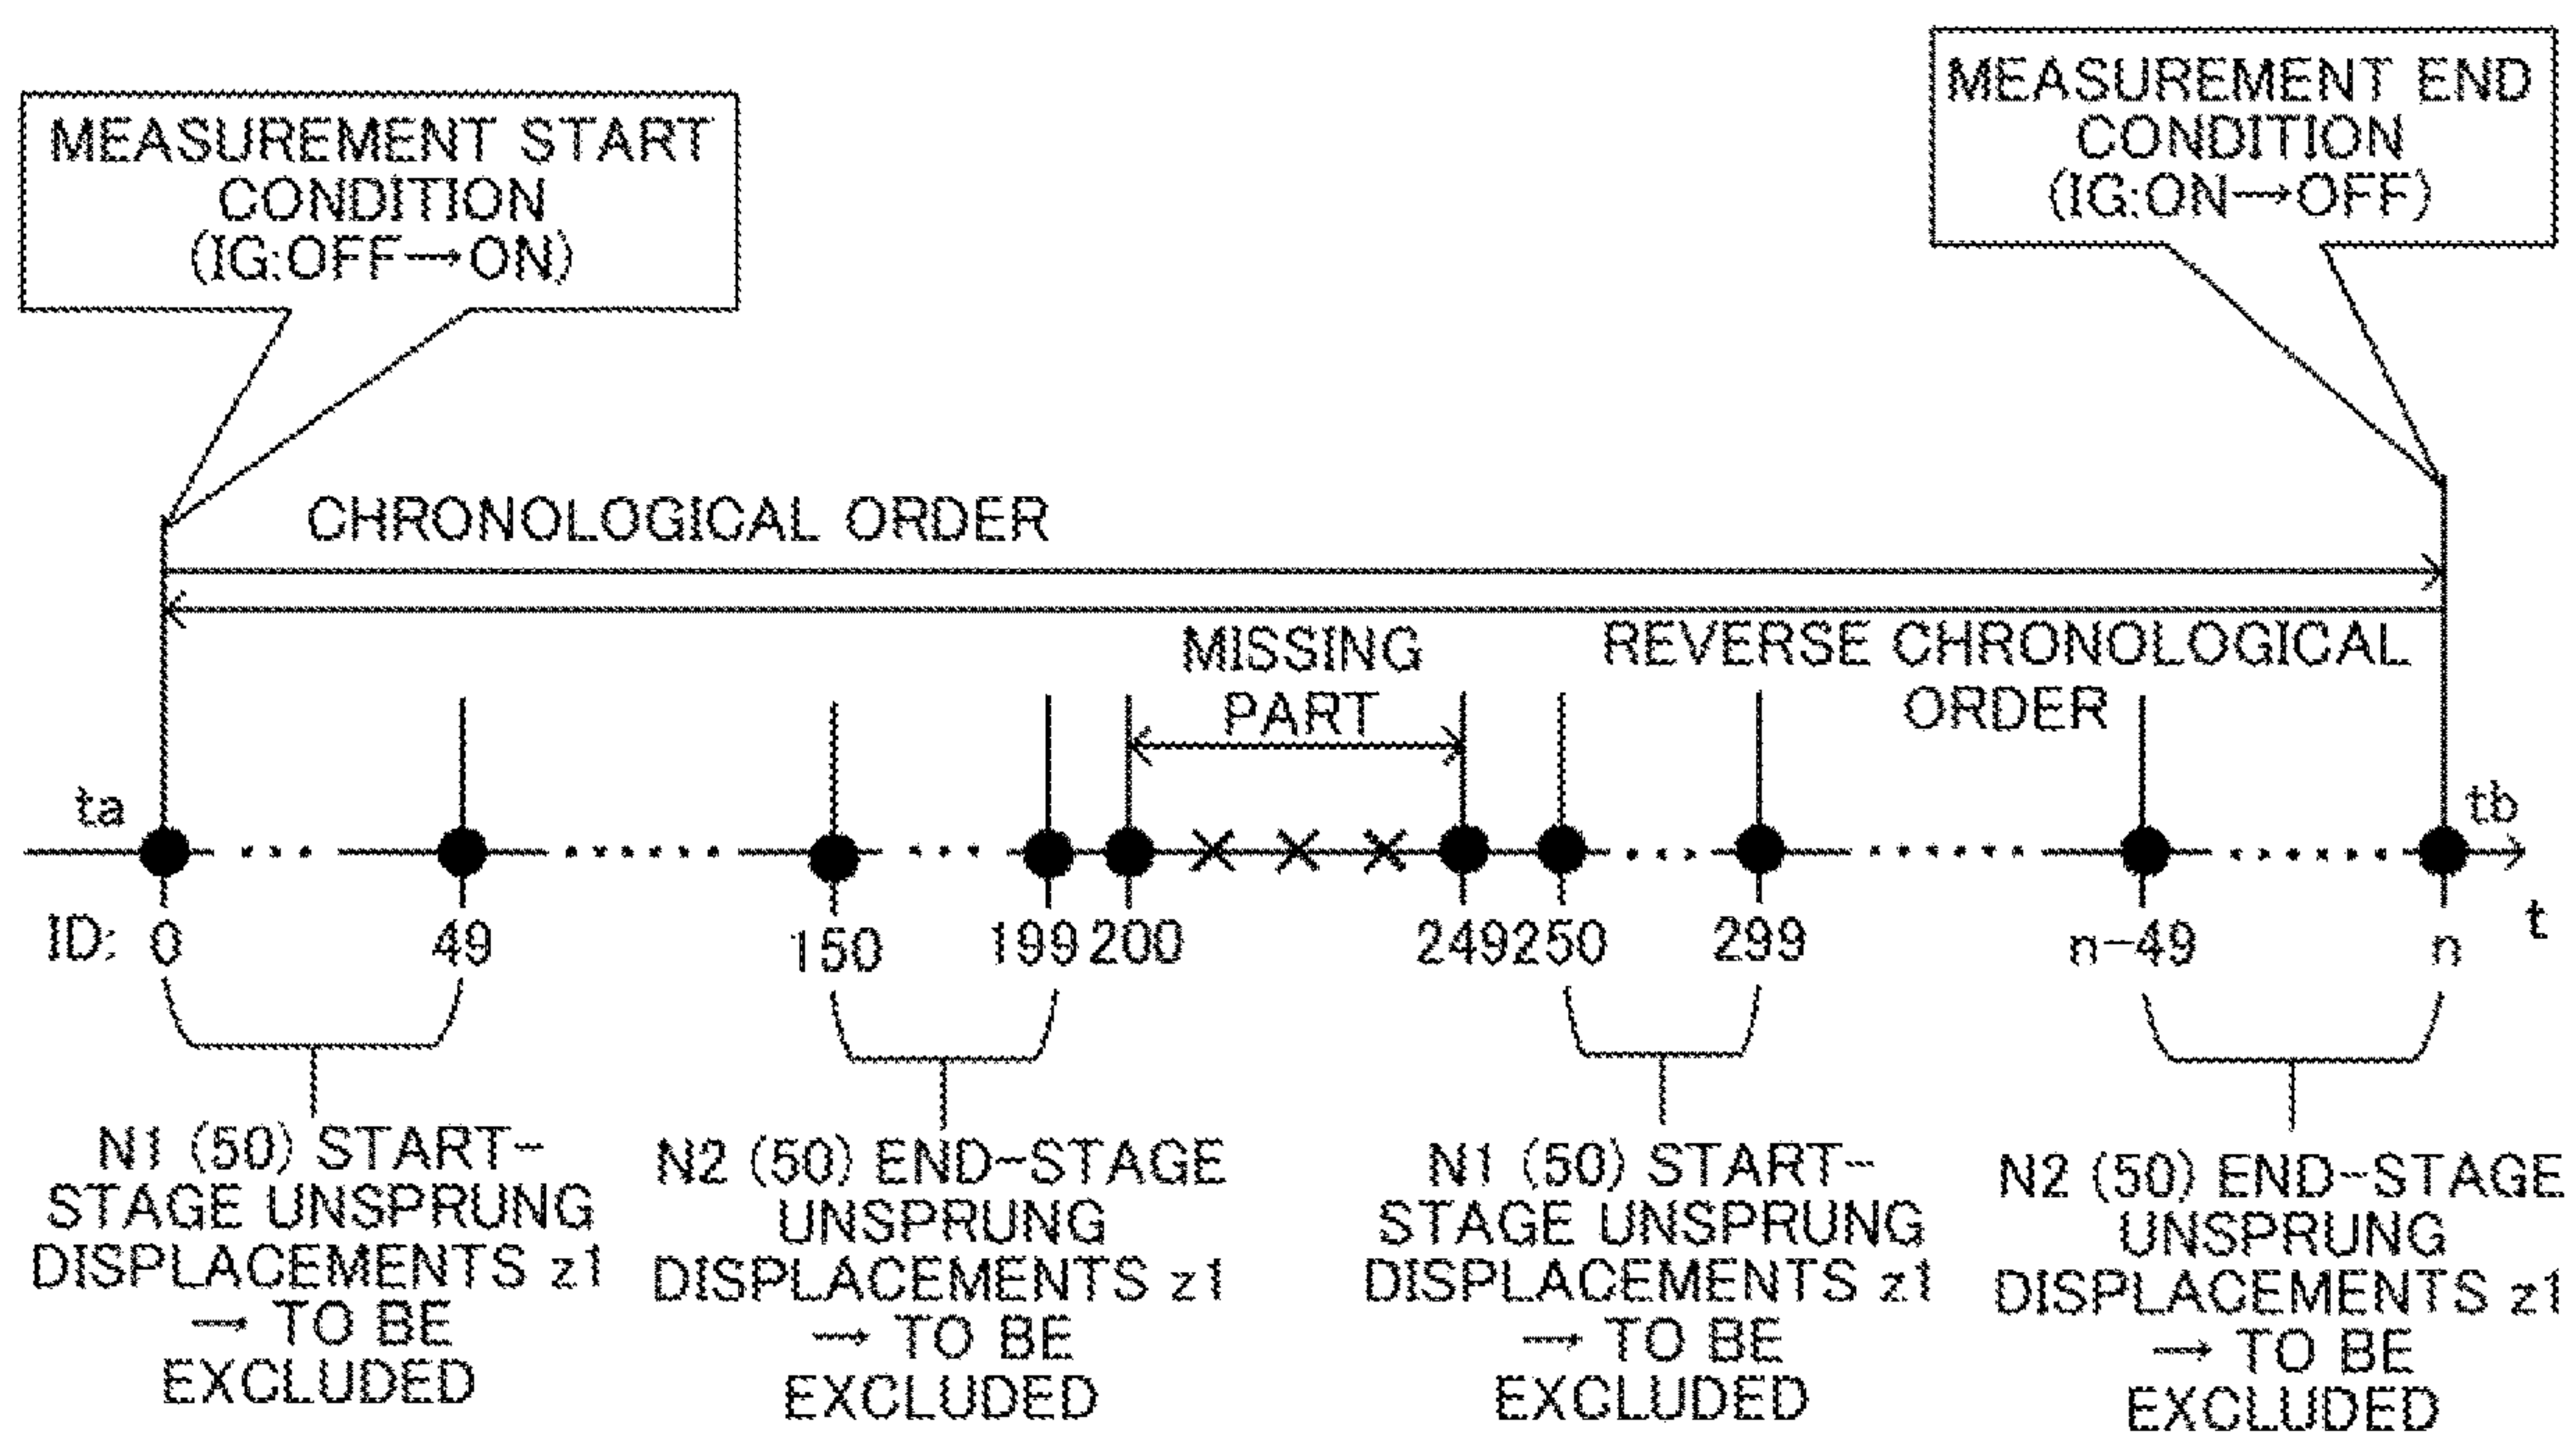 MEASUREMENT START
CONDITION
(IG:OFF→ON)
MEASUREMENT END
CONDITION
(IG:ON→OFF)
CHRONOLOGICAL ORDER
MISSING
PART
REVERSE CHRONOLOGICAL
ORDER
ta
tb
t
ID: 0 49 150 199 200 249 250 299 n-49 n
N1 (50) START-
STAGE UNSPRUNG
DISPLACEMENTS z1
→ TO BE
EXCLUDED
N2 (50) END-STAGE
UNSPRUNG
DISPLACEMENTS z1
→ TO BE
EXCLUDED
N1 (50) START-
STAGE UNSPRUNG
DISPLACEMENTS z1
→ TO BE
EXCLUDED
N2 (50) END-STAGE
UNSPRUNG
DISPLACEMENTS z1
→ TO BE
EXCLUDED